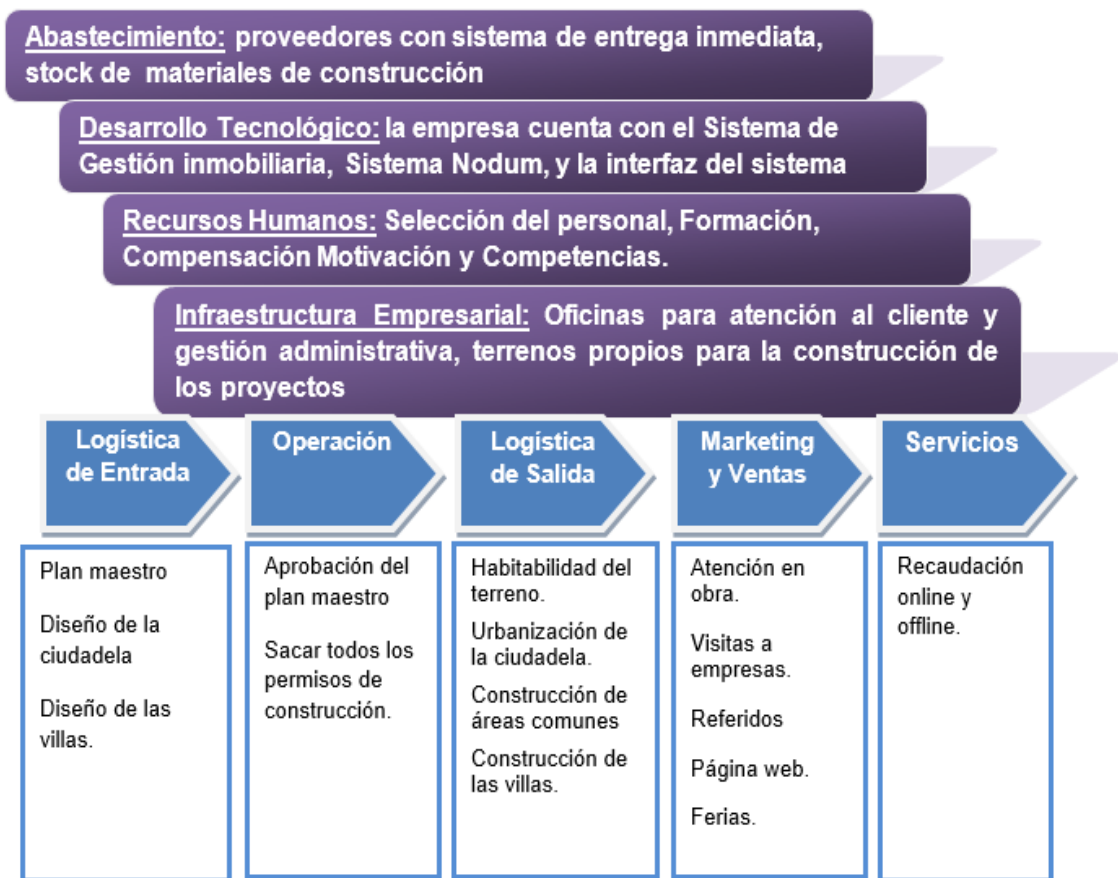 Abastecimiento: proveedores con sistema de entrega inmediata,
stock de materiales de construcción
Desarrollo Tecnológico: la empresa cuenta con el Sistema de
Gestión inmobiliaria, Sistema Nodum, y la interfaz del sistema
Recursos Humanos: Selección del personal, Formación,
Compensación Motivación y Competencias.
Infraestructura Empresarial: Oficinas para atención al cliente y
gestión administrativa, terrenos propios para la construcción de
los proyectos
Logística
de Entrada
Operación
Logística
de Salida
Marketing
y Ventas
Servicios
Plan maestro
Diseño de la
ciudadela
Diseño de las
villas.
Aprobación del
plan maestro
Sacar todos los
permisos de
construcción.
Habitabilidad del
terreno.
Urbanización de
la ciudadela.
Construcción de
áreas comunes
Construcción de
las villas.
Atención en
obra.
Visitas a
empresas.
Referidos
Página web.
Ferias.
Recaudación
online y
offline.